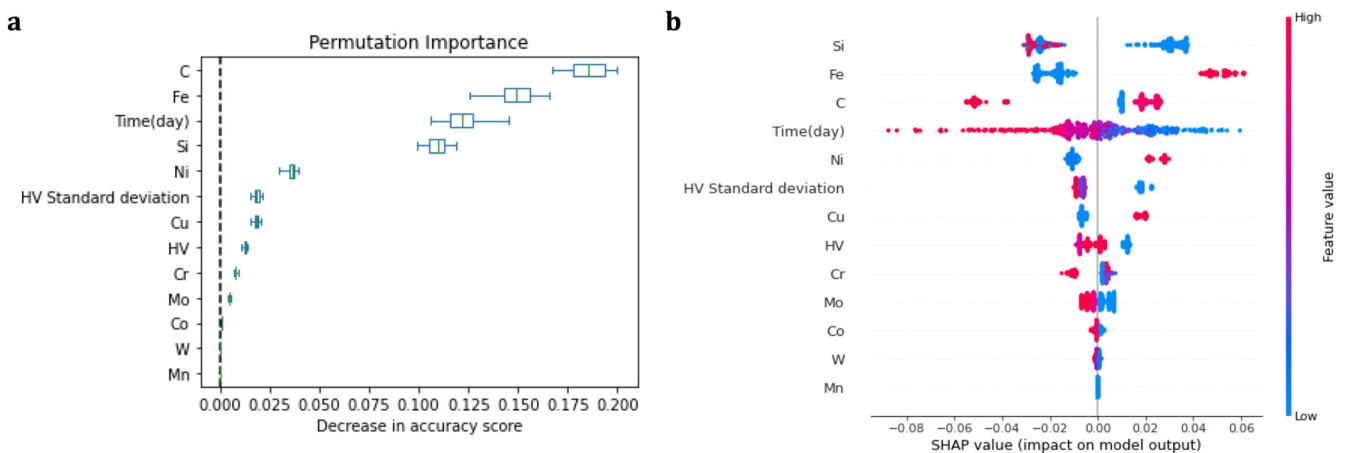 a
Permutation Importance
C
Fe
Time(day)
Si
Ni
HV Standard deviation
Cu
HV
Cr
Mo
Co
W
Mn
0.000 0.025 0.050 0.075 0.100 0.125 0.150 0.175 0.200
Decrease in accuracy score
b
Si
Fe
C
Time(day)
Ni
HV Standard deviation
Cu
HV
Cr
Mo
Co
W
Mn
−0.08 −0.06 −0.04 −0.02 0.00 0.02 0.04 0.06
SHAP value (impact on model output)
High
Feature value
Low